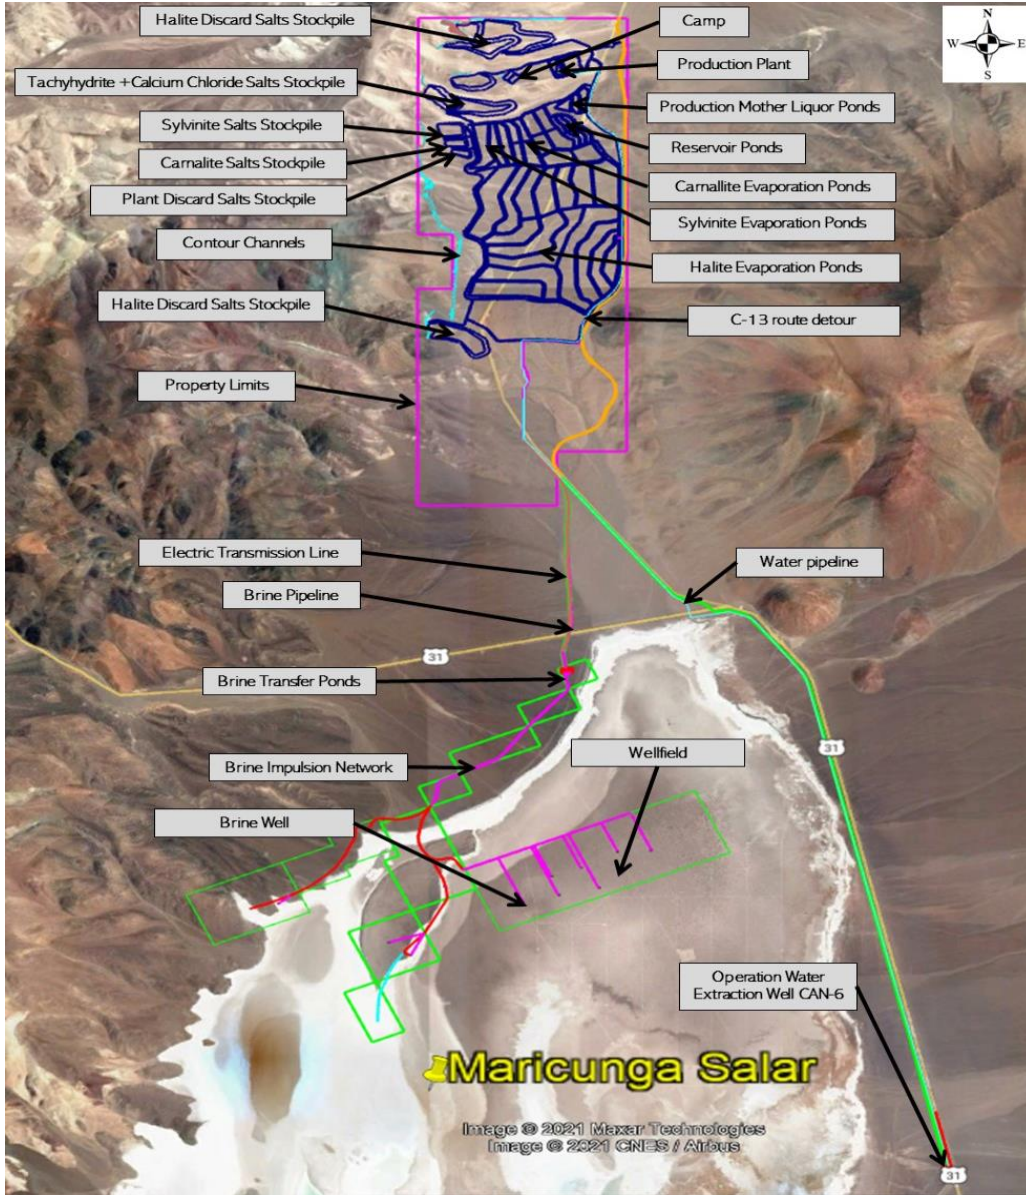 Halite Discard Salts Stockpile
Camp
N
W E
S
Production Plant
Tachyhydrite +Calcium Chloride Salts Stockpile
Production Mother Liquor Ponds
Sylvinite Salts Stockpile
Reservoir Ponds
Carnalite Salts Stockpile
Carnallite Evaporation Ponds
Plant Discard Salts Stockpile
Sylvinite Evaporation Ponds
Contour Channels
Halite Evaporation Ponds
Halite Discard Salts Stockpile
C-13 route detour
Property Limits
Electric Transmission Line
Water pipeline
Brine Pipeline
31
Brine Transfer Ponds
31
Wellfield
Brine Impulsion Network
Brine Well
Operation Water
Extraction Well CAN-6
Maricunga Salar
Image © 2021 Maxar Technologies
Image © 2021 CNES / Airbus
31